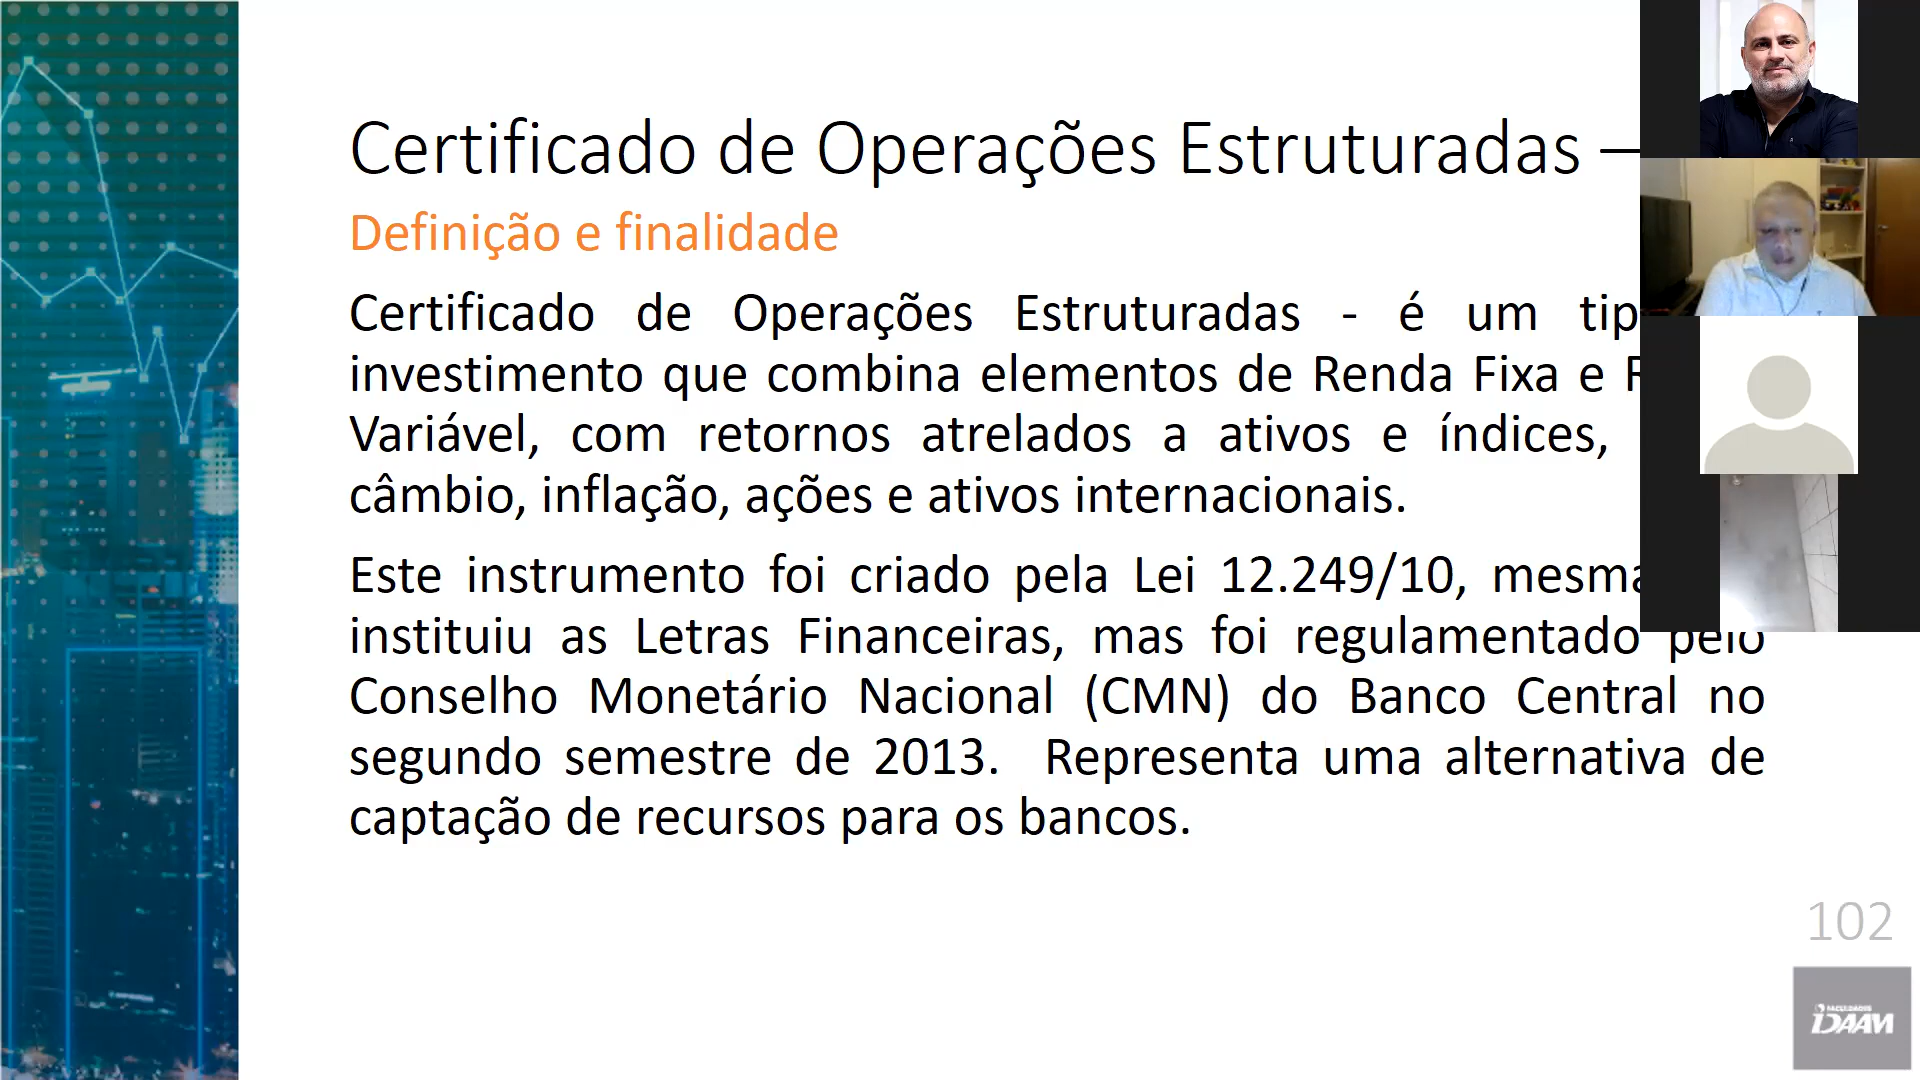 Certificado de Operações Estruturadas –
Definição e finalidade
Certificado de Operações Estruturadas - é um tip
investimento que combina elementos de Renda Fixa e
Variável, com retornos atrelados a ativos e índices,
câmbio, inflação, ações e ativos internacionais.
Este instrumento foi criado pela Lei 12.249/10, mesma
instituiu as Letras Financeiras, mas foi regulamentado pelo
Conselho Monetário Nacional (CMN) do Banco Central no
segundo semestre de 2013. Representa uma alternativa de
captação de recursos para os bancos.
102
FACULDADES
IDAAM